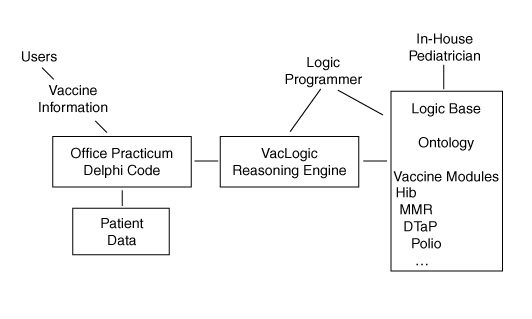 Users
Vaccine
Information
Office Practicum
Delphi Code
Patient
Data
Logic
Programmer
VacLogic
Reasoning Engine
In-House
Pediatrician
Logic Base
Ontology
Vaccine Modules
Hib
MMR
DTaP
Polio
...